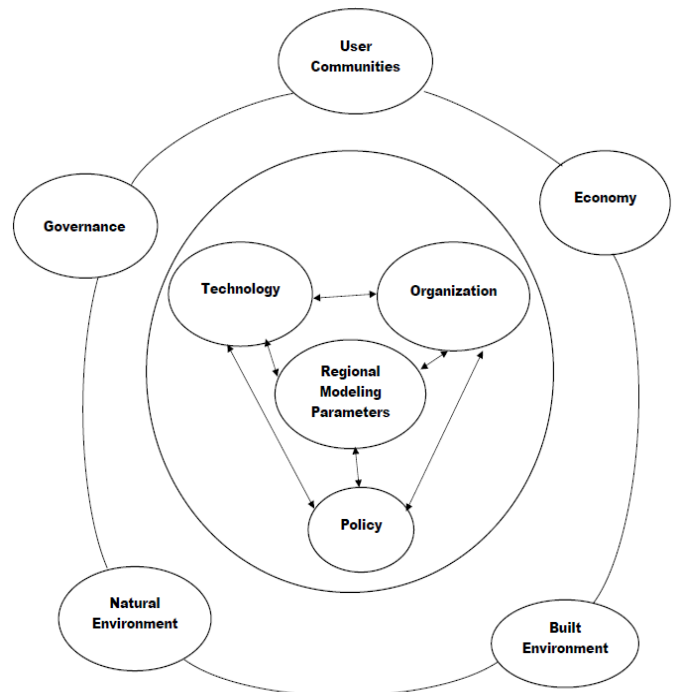 User
Communities
Economy
Governance
Technology
Organization
Regional
Modeling
Parameters
Policy
Natural
Environment
Built
Environment